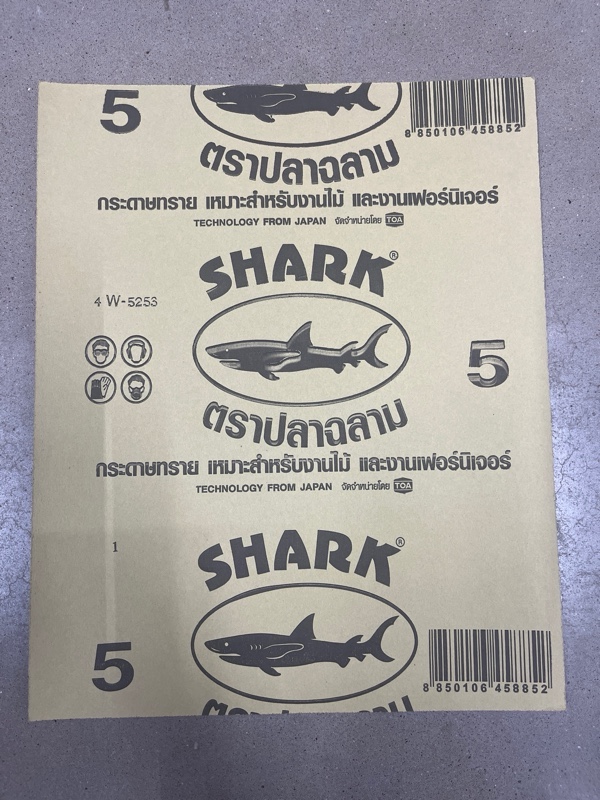 5
8 850106 458852
ตราปลาฉลาม
กระดาษทราย เหมาะสำหรับงานไม้ และงานเฟอร์นิเจอร์
TECHNOLOGY FROM JAPAN จัดจำหน่ายโดย TOA
SHARK®
4 W-5253
5
ตราปลาฉลาม
กระดาษทราย เหมาะสำหรับงานไม้ และงานเฟอร์นิเจอร์
TECHNOLOGY FROM JAPAN จัดจำหน่ายโดย TOA
1
SHARK®
5
8 850106 458852